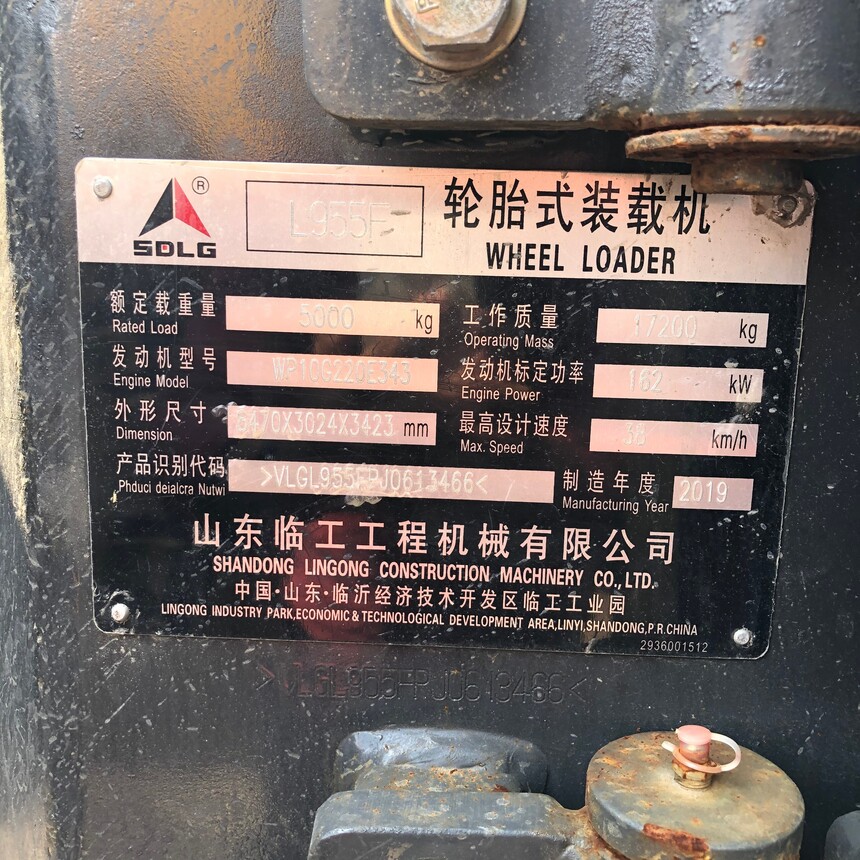 ®
SDLG
L955F
轮胎式装载机
WHEEL LOADER
额定载重量 5000 kg 工作质量 17200 kg
Rated Load Operating Mass
发动机型号 WP10G220E343 发动机标定功率 162 kW
Engine Model Engine Power
外形尺寸 8470X3024X3423 mm 最高设计速度 38 km/h
Dimension Max. Speed
产品识别代码 >VLGL955FPJ0613466< 制造年度 2019
Phduci deialcra Nutwi Manufacturing Year
山东临工工程机械有限公司
SHANDONG LINGONG CONSTRUCTION MACHINERY CO., LTD.
中国·山东·临沂经济技术开发区临工工业园
LINGONG INDUSTRY PARK,ECONOMIC & TECHNOLOGICAL DEVELOPMENT AREA,LINYI,SHANDONG,P.R.CHINA
2936001512
>VLGL955FPJ0613466<